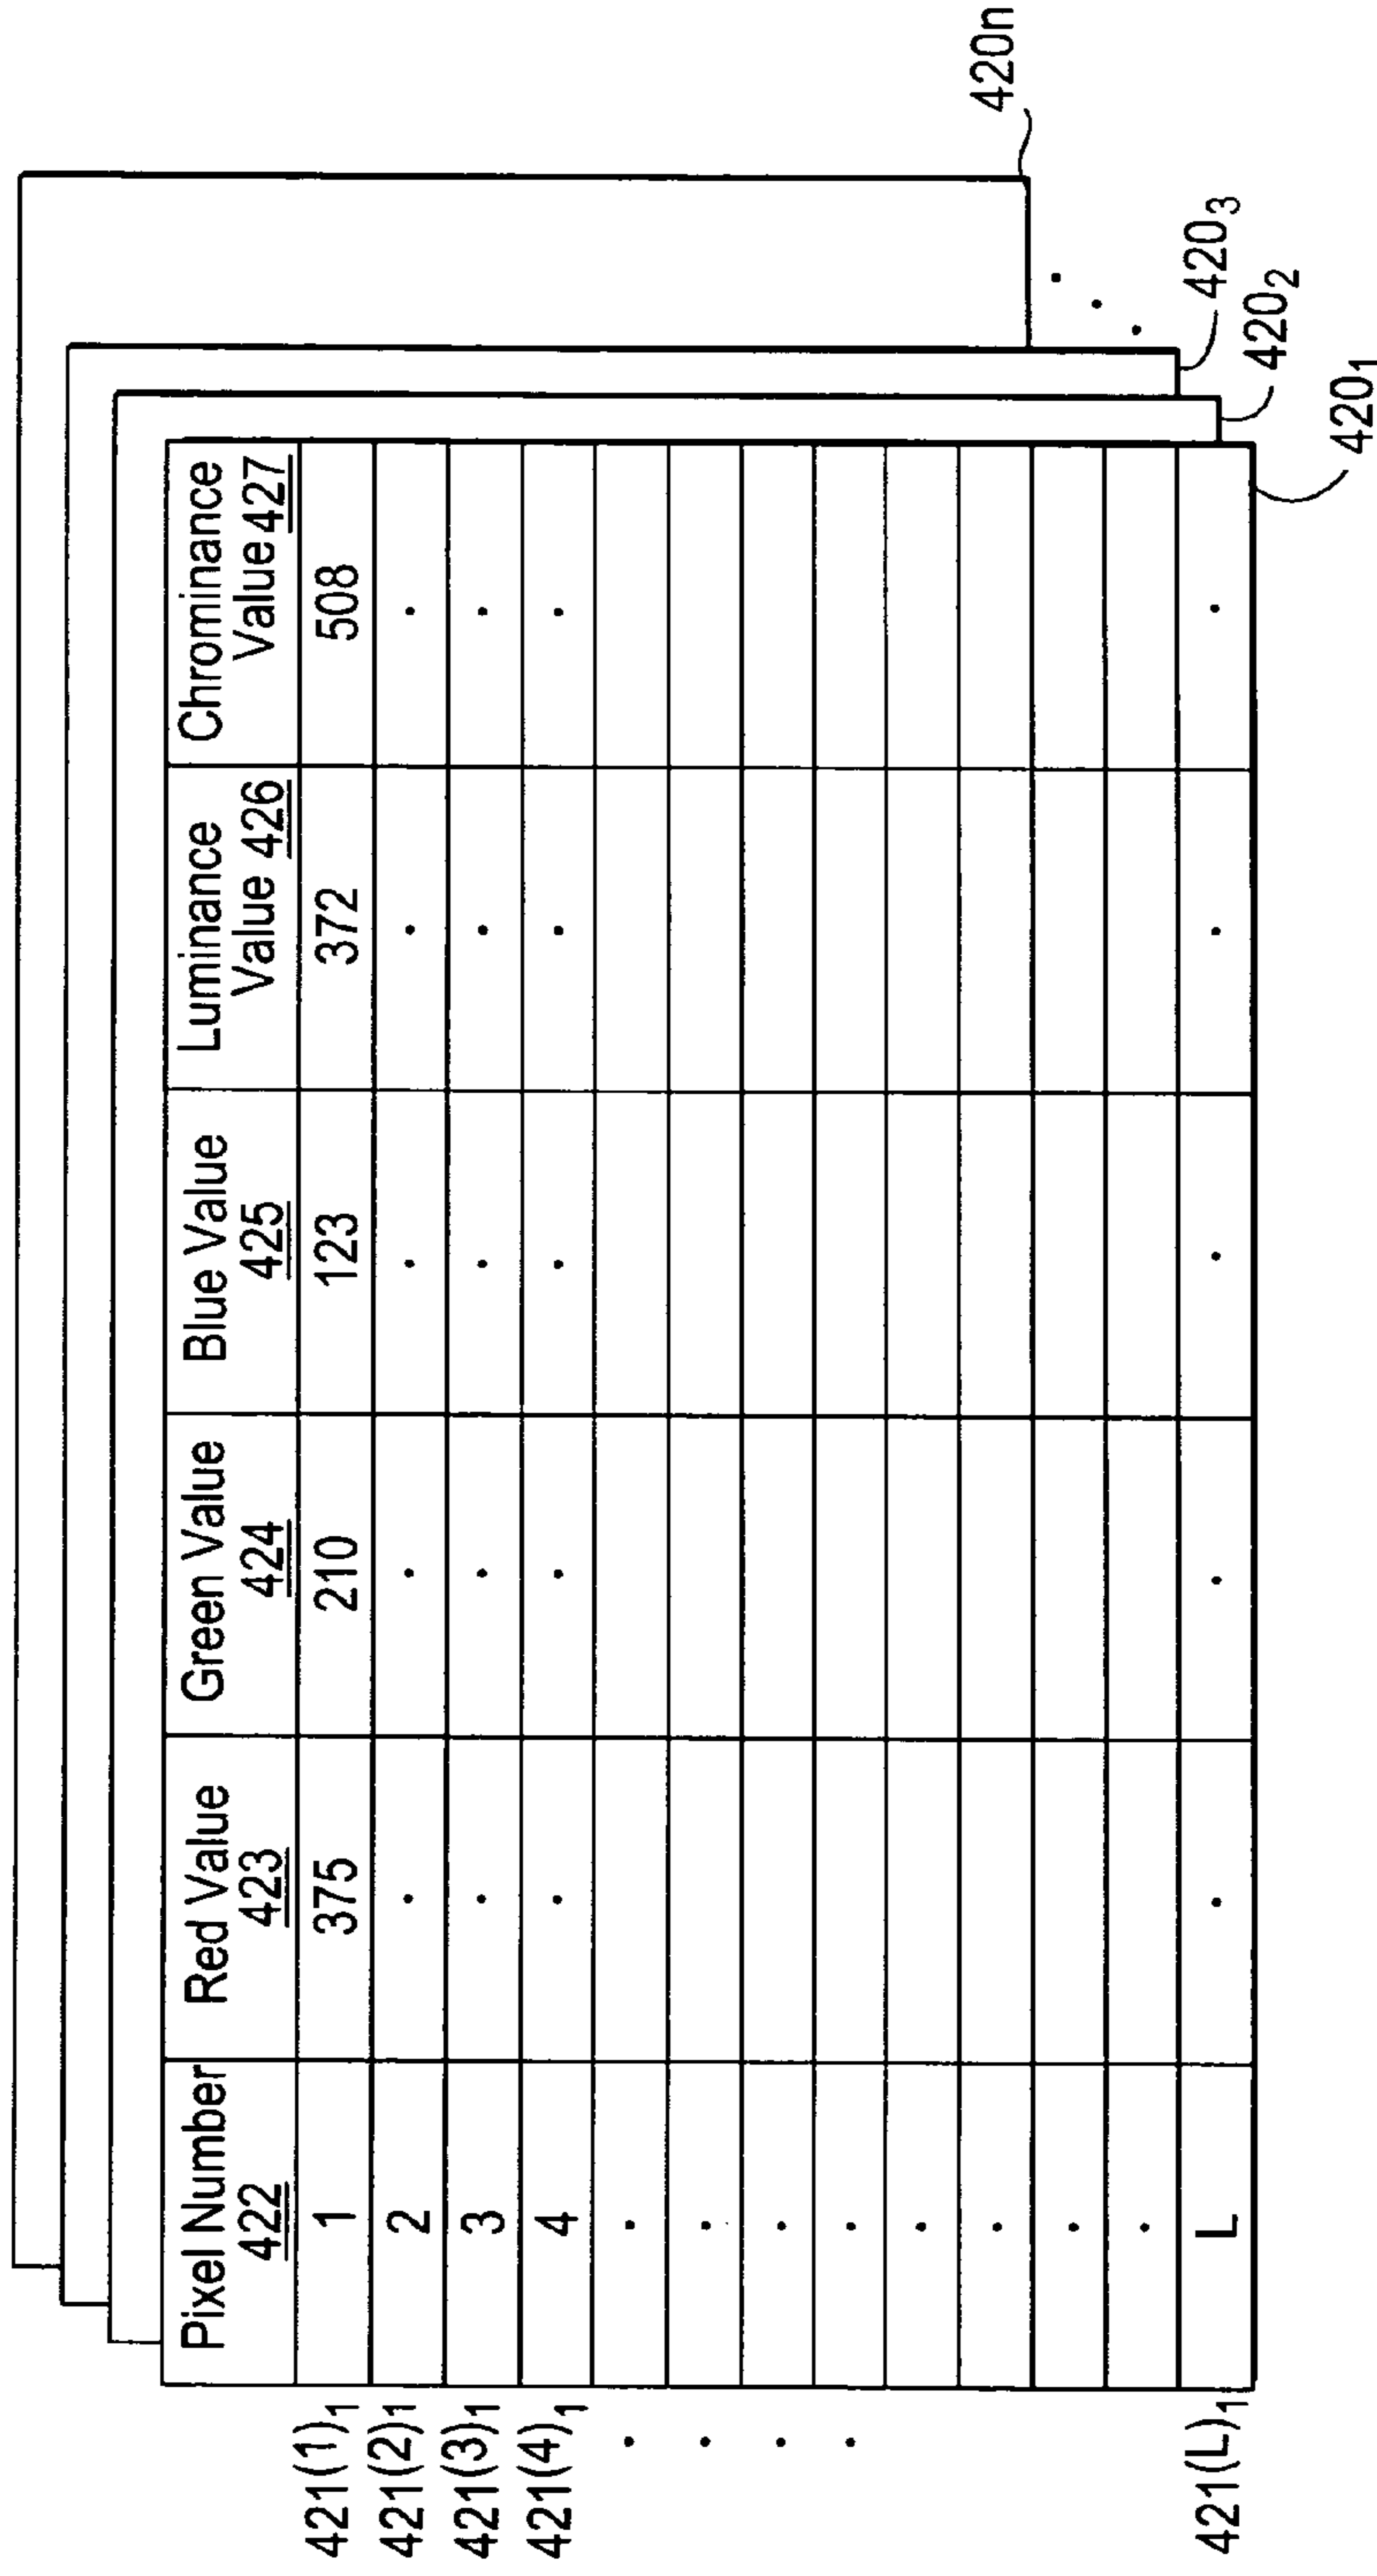 Pixel Number 422 Red Value 423 Green Value 424 Blue Value 425 Luminance Value 426 Chrominance Value 427
421(1)₁ 1 375 210 123 372 508
421(2)₁ 2 . . . . .
421(3)₁ 3 . . . . .
421(4)₁ 4 . . . . .
. .
. .
. .
. .
.
.
.
.
421(L)₁ L . . . . .
420n
. . .
420₃
420₂
420₁